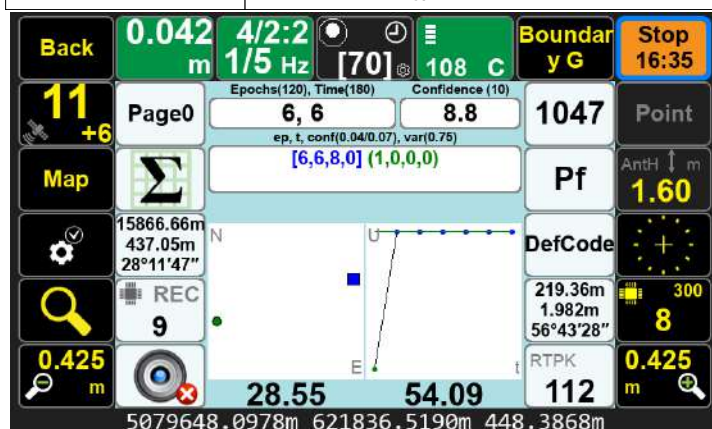 Back
0.042 m
4/2:2
1/5 Hz
[70]
108 C
Boundar
y G
Stop
16:35
11
+6
Page0
Epochs(120), Time(180)
Confidence (10)
6, 6
8.8
ep, t, conf(0.04/0.07), var(0.75)
[6,6,8,0] (1,0,0,0)
1047
Point
Map
Σ
Pf
AntH m
1.60
15866.66m
437.05m
28°11'47"
N
E
U
t
DefCode
REC
9
219.36m
1.982m
56°43'28"
300
8
0.425
m
28.55
54.09
RTPK
112
0.425
m
5079648.0978m 621836.5190m 448.3868m